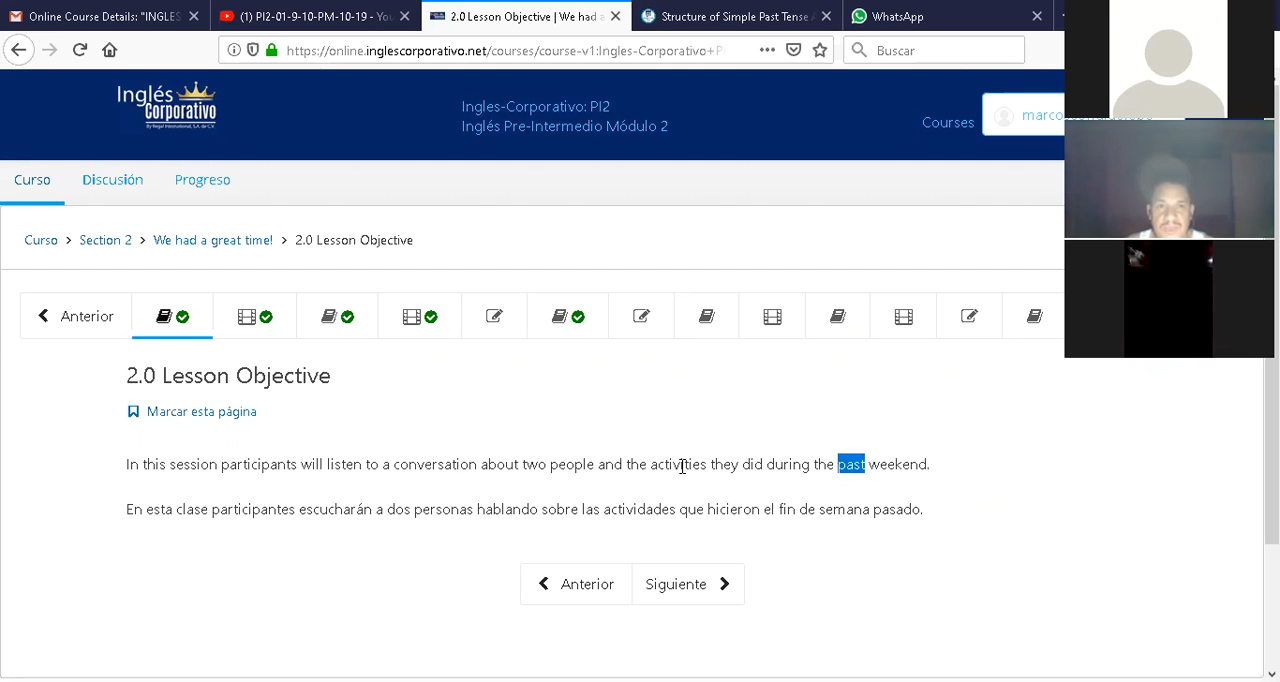 Online Course Details: "INGLES
(1) PI2-01-9-10-PM-10-19 - You
2.0 Lesson Objective | We had a
Structure of Simple Past Tense
WhatsApp
https://online.inglescorporativo.net/courses/course-v1:Ingles-Corporativo+P
Buscar
Inglés
Corporativo
By Regal International, S.A. de C.V.
Ingles-Corporativo: PI2
Inglés Pre-Intermedio Módulo 2
Courses
Curso
Discusión
Progreso
Curso > Section 2 > We had a great time! > 2.0 Lesson Objective
Anterior
2.0 Lesson Objective
Marcar esta página
In this session participants will listen to a conversation about two people and the activities they did during the past weekend.
En esta clase participantes escucharán a dos personas hablando sobre las actividades que hicieron el fin de semana pasado.
Anterior
Siguiente